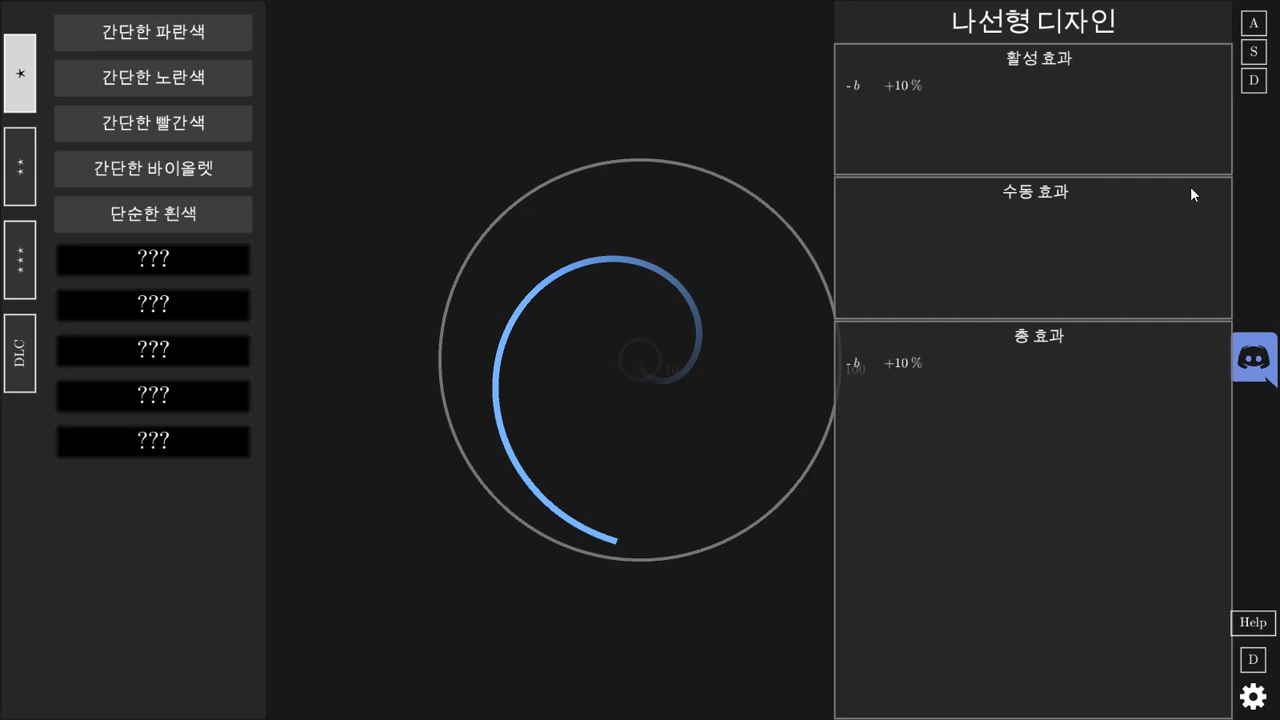 ★
★★
★★★
DLC
간단한 파란색
간단한 노란색
간단한 빨간색
간단한 바이올렛
단순한 흰색
???
???
???
???
???
10
100
나선형 디자인
활성 효과
- b +10 %
수동 효과
총 효과
- b +10 %
A
S
D
Help
D